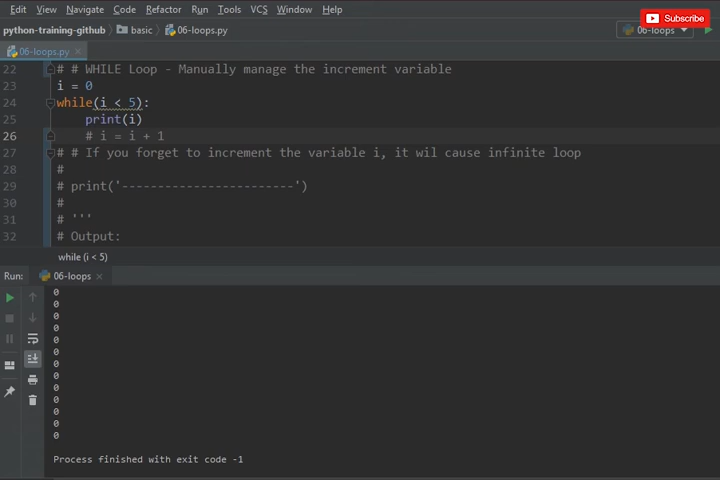 Edit View Navigate Code Refactor Run Tools VCS Window Help
Subscribe
python-training-github basic 06-loops.py 06-loops
06-loops.py
22 # # WHILE Loop - Manually manage the increment variable
23 i = 0
24 while(i < 5):
25 print(i)
26 # i = i + 1
27 # # If you forget to increment the variable i, it wil cause infinite loop
28 #
29 # print('------------------------')
30 #
31 # '''
32 # Output:
while (i < 5)
Run: 06-loops
0
0
0
0
0
0
0
0
0
0
0
0
0
Process finished with exit code -1